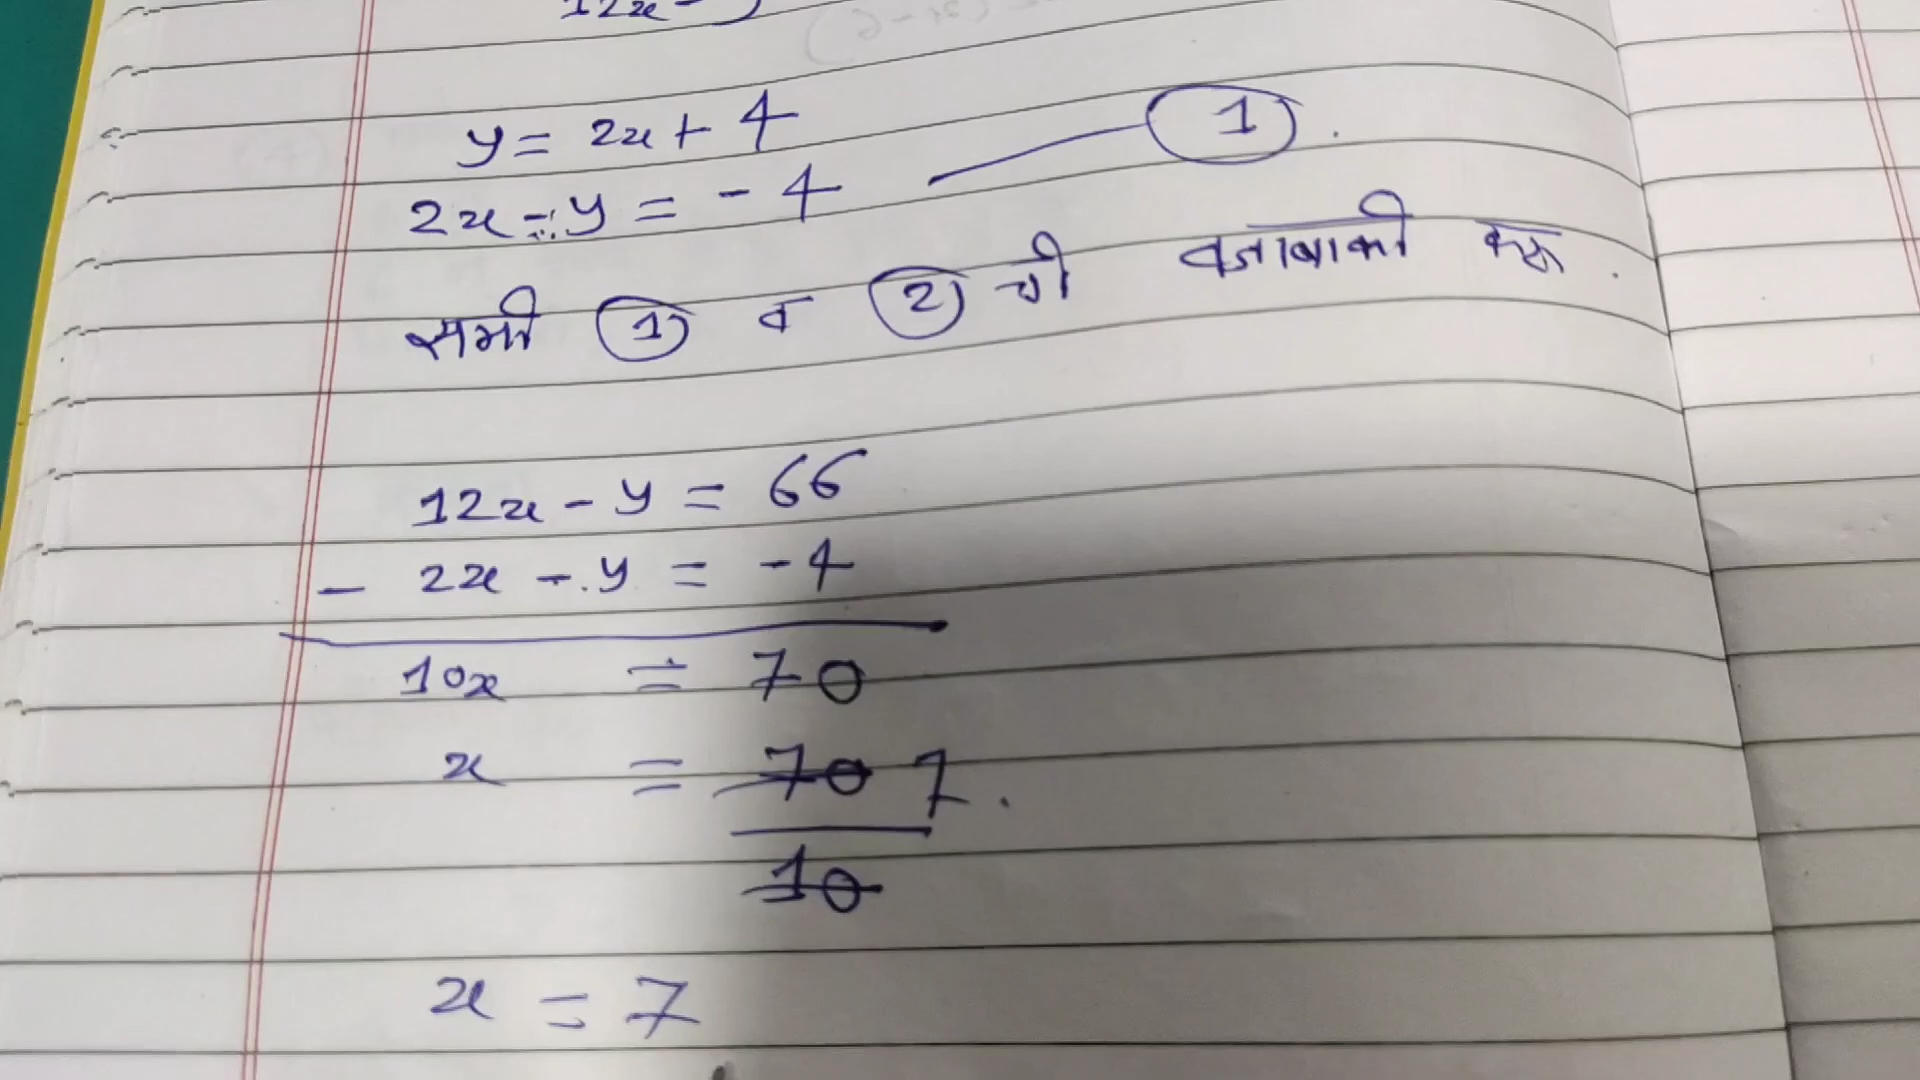 12x -
y = 2x + 4
2x - y = - 4 ——— ①.
समी ① व ② ची वजाबाकी करू.
12x - y = 66
- 2x - y = - 4
10x = 70
x = 70 7.
10
x = 7